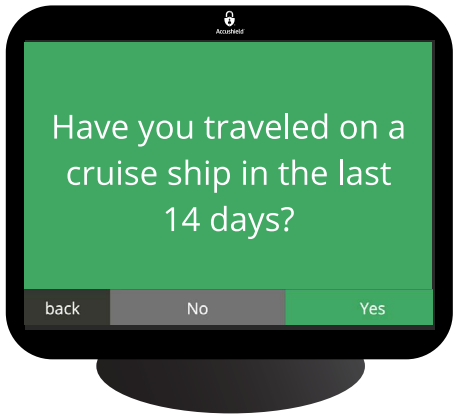 Accushield
Have you traveled on a
cruise ship in the last
14 days?
back No Yes